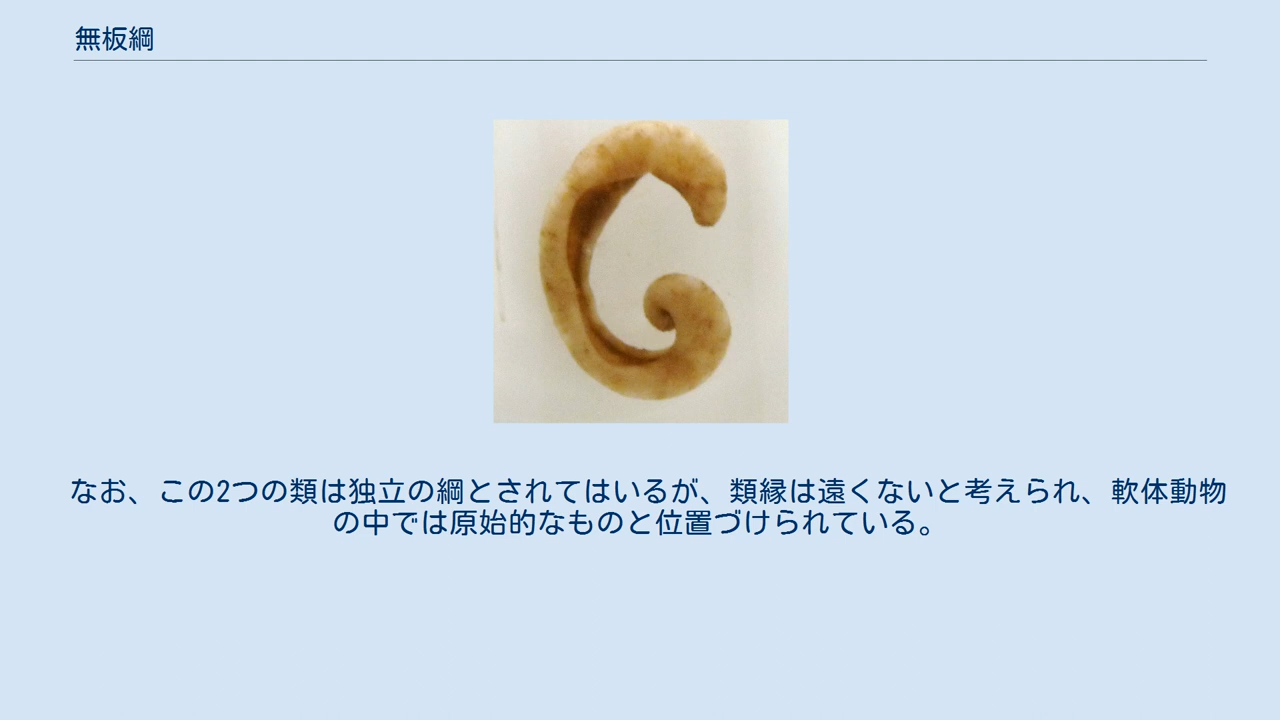 無板綱
なお、この2つの類は独立の綱とされてはいるが、類縁は遠くないと考えられ、軟体動物
の中では原始的なものと位置づけられている。